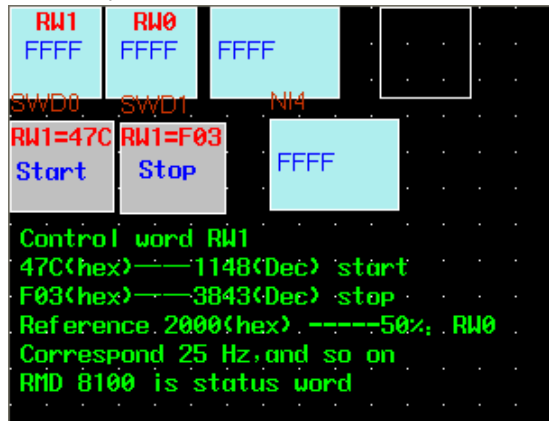 RW1 RW0
FFFF FFFF FFFF
SWD0 SWD1 NI4
RW1=47C RW1=F03
Start Stop FFFF
Control word RW1
47C(hex)——1148(Dec) start
F03(hex)——3843(Dec) stop
Reference 2000(hex) -----50%; RW0
Correspond 25 Hz,and so on
RMD 8100 is status word